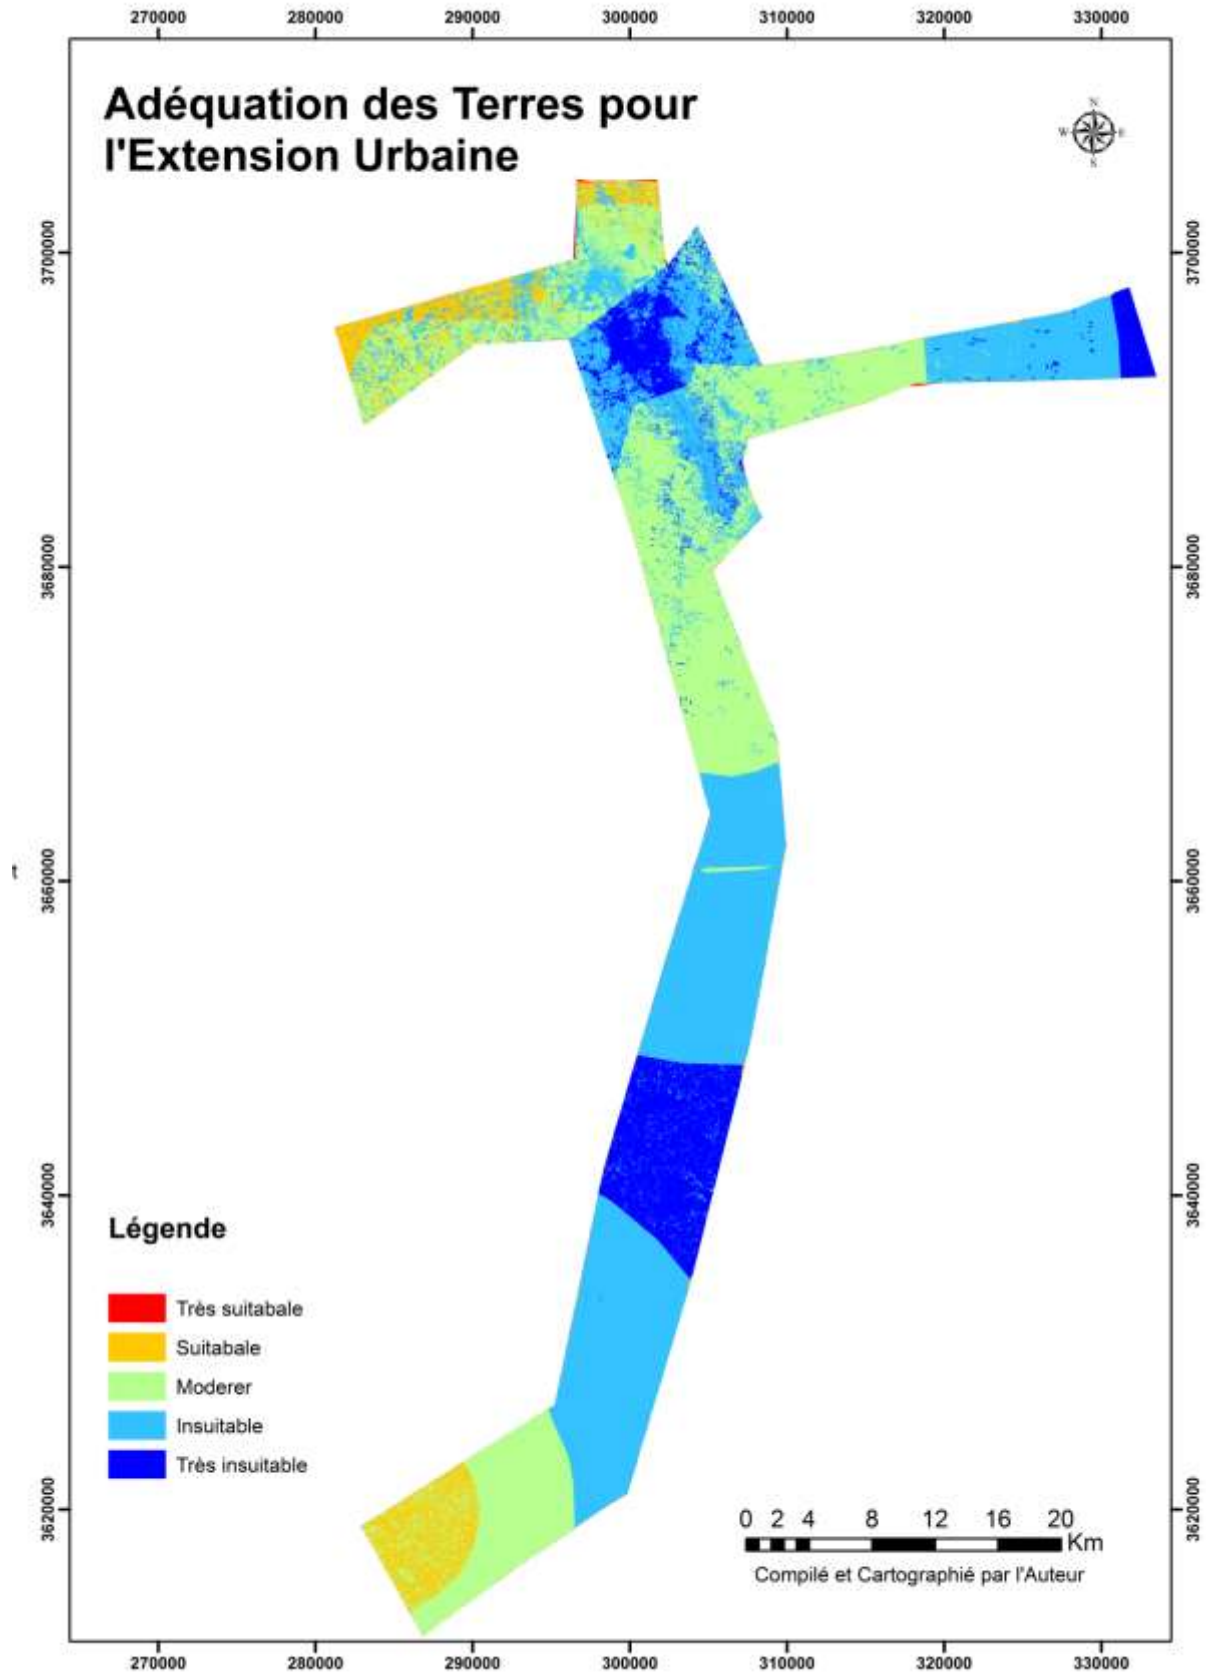 270000 280000 290000 300000 310000 320000 330000
Adéquation des Terres pour
l'Extension Urbaine
N
W E
S
3700000 3700000
3680000 3680000
3660000 3660000
3640000 3640000
Légende
Très suitabale
Suitabale
Moderer
Insuitable
Très insuitable
3620000 3620000
0 2 4 8 12 16 20
Km
Compilé et Cartographié par l'Auteur
270000 280000 290000 300000 310000 320000 330000